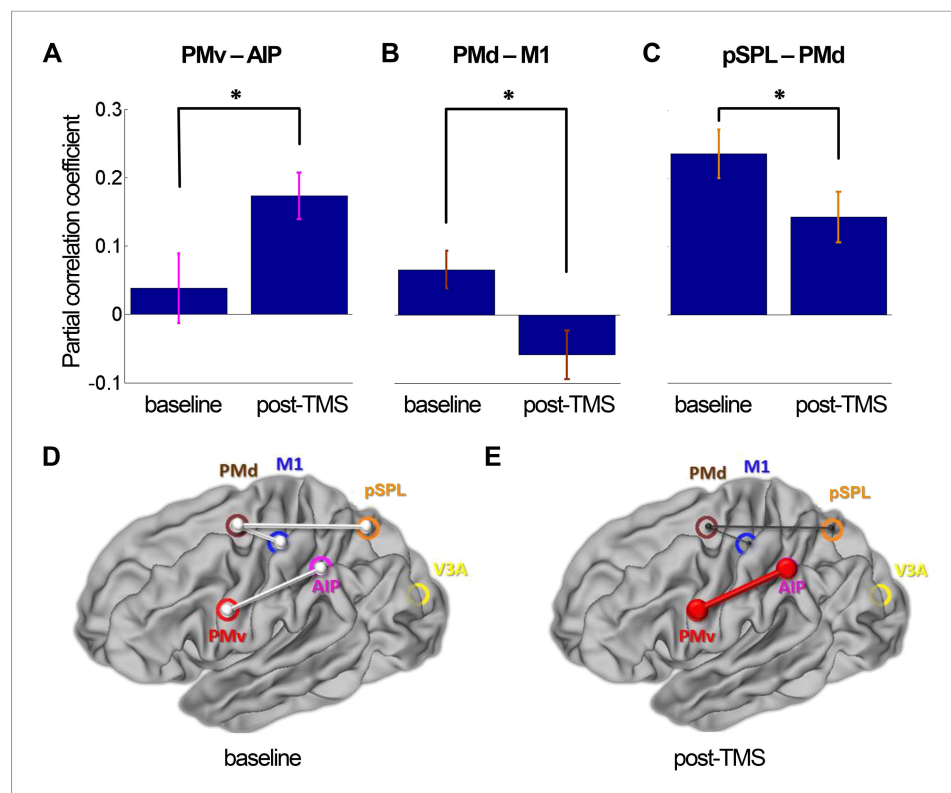 A PMv – AIP
B PMd – M1
C pSPL – PMd
Partial correlation coefficient
0.3
0.2
0.1
0
-0.1
*
*
*
baseline post-TMS
baseline post-TMS
baseline post-TMS
D
PMd
M1
pSPL
V3A
AIP
PMv
baseline
E
PMd
M1
pSPL
V3A
AIP
PMv
post-TMS